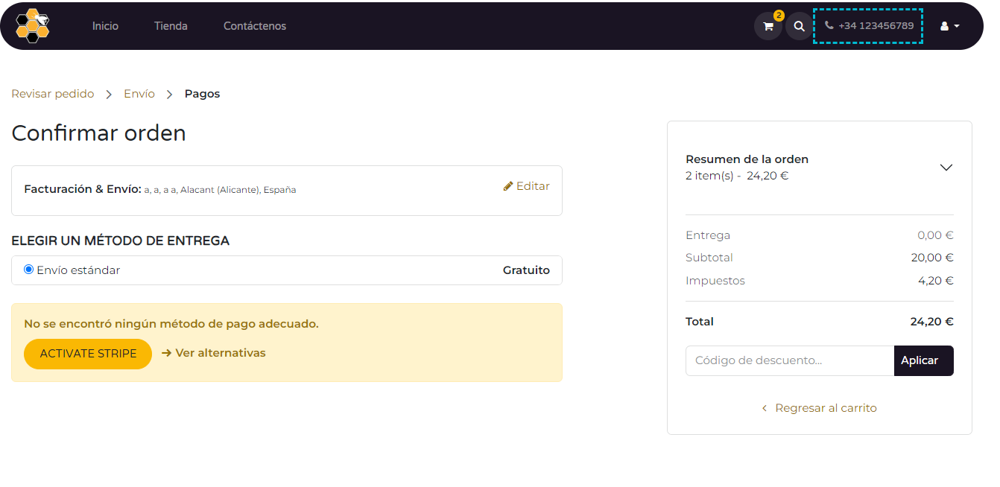 Inicio Tienda Contáctenos 2 +34 123456789
Revisar pedido Envío Pagos
Confirmar orden
Facturación & Envío: a, a, a a, Alacant (Alicante), España Editar
ELEGIR UN MÉTODO DE ENTREGA
Envío estándar Gratuito
No se encontró ningún método de pago adecuado.
ACTIVATE STRIPE → Ver alternativas
Resumen de la orden
2 item(s) - 24,20 €
Entrega 0,00 €
Subtotal 20,00 €
Impuestos 4,20 €
Total 24,20 €
Código de descuento... Aplicar
Regresar al carrito